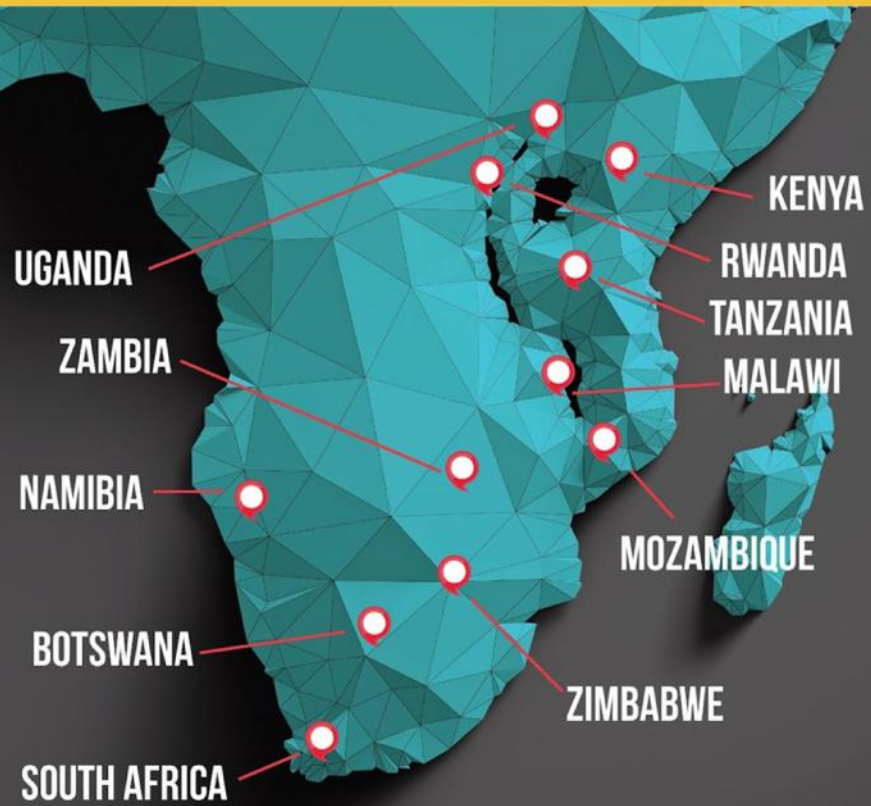 KENYA
RWANDA
UGANDA
TANZANIA
ZAMBIA
MALAWI
NAMIBIA
MOZAMBIQUE
BOTSWANA
ZIMBABWE
SOUTH AFRICA